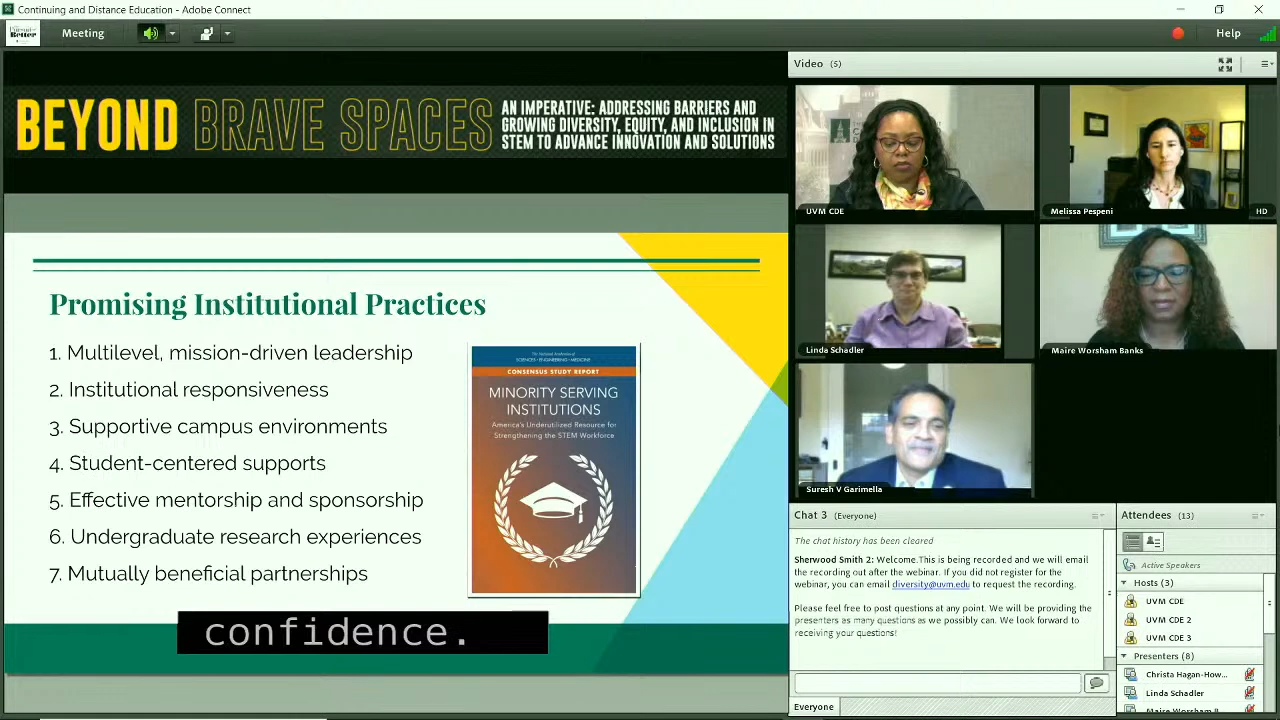 Continuing and Distance Education - Adobe Connect
Meeting
Help
BEYOND BRAVE SPACES
AN IMPERATIVE: ADDRESSING BARRIERS AND
GROWING DIVERSITY, EQUITY, AND INCLUSION IN
STEM TO ADVANCE INNOVATION AND SOLUTIONS
Promising Institutional Practices
1. Multilevel, mission-driven leadership
2. Institutional responsiveness
3. Supportive campus environments
4. Student-centered supports
5. Effective mentorship and sponsorship
6. Undergraduate research experiences
7. Mutually beneficial partnerships
The National Academies of
SCIENCES • ENGINEERING • MEDICINE
CONSENSUS STUDY REPORT
MINORITY SERVING
INSTITUTIONS
America's Underutilized Resource for
Strengthening the STEM Workforce
confidence.
Video (5)
UVM CDE
Melissa Pespeni
HD
Linda Schadler
Maire Worsham Banks
Suresh V Garimella
Chat 3 (Everyone)
The chat history has been cleared
Sherwood Smith 2: Welcome.This is being recorded and we will email
the recording out after the webinar. If you did not register for the
webinar, you can email diversity@uvm.edu to request the recording.
Please feel free to post questions at any point. We will be providing the
presenters as many questions as we possibly can. We look forward to
receiving your questions!
Everyone
Attendees (13)
Active Speakers
Hosts (3)
UVM CDE
UVM CDE 2
UVM CDE 3
Presenters (8)
Christa Hagan-How...
Linda Schadler
Maire Worsham B...